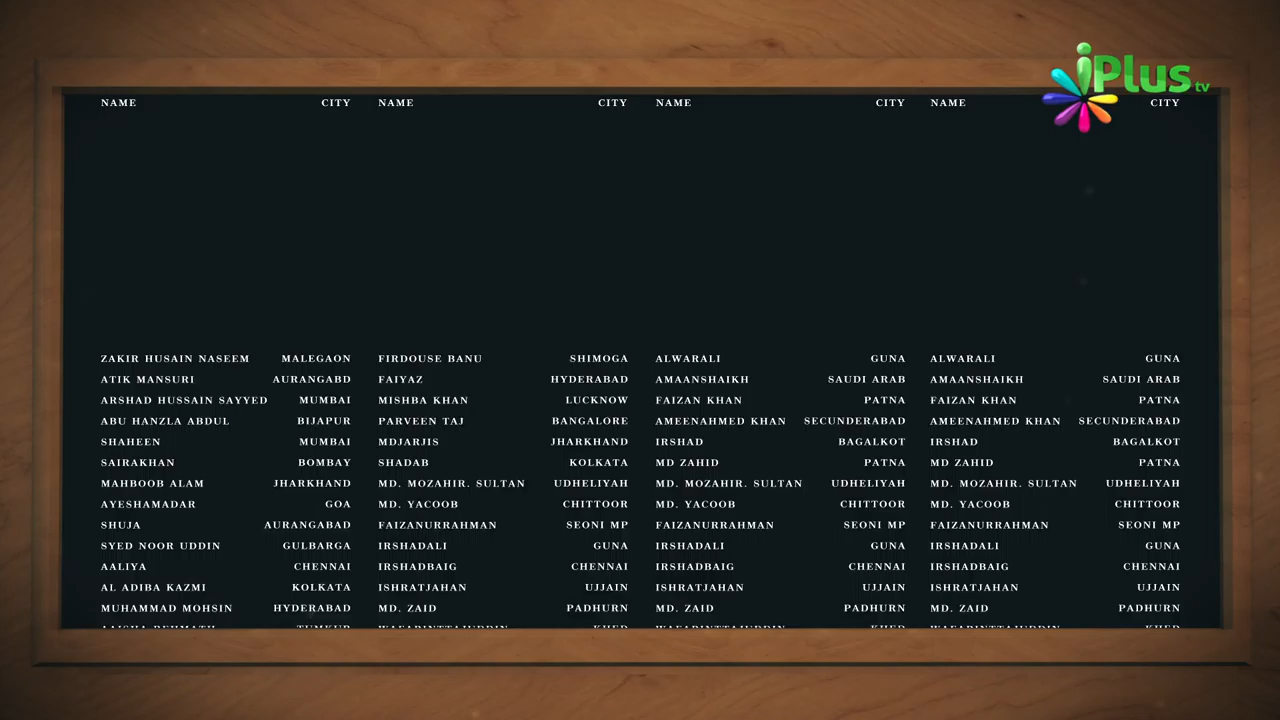 iPlus tv
NAME CITY NAME CITY NAME CITY NAME CITY
ZAKIR HUSAIN NASEEM MALEGAON FIRDOUSE BANU SHIMOGA ALWARALI GUNA ALWARALI GUNA
ATIK MANSURI AURANGABD FAIYAZ HYDERABAD AMAANSHAIKH SAUDI ARAB AMAANSHAIKH SAUDI ARAB
ARSHAD HUSSAIN SAYYED MUMBAI MISHBA KHAN LUCKNOW FAIZAN KHAN PATNA FAIZAN KHAN PATNA
ABU HANZLA ABDUL BIJAPUR PARVEEN TAJ BANGALORE AMEENAHMED KHAN SECUNDERABAD AMEENAHMED KHAN SECUNDERABAD
SHAHEEN MUMBAI MDJARJIS JHARKHAND IRSHAD BAGALKOT IRSHAD BAGALKOT
SAIRAKHAN BOMBAY SHADAB KOLKATA MD ZAHID PATNA MD ZAHID PATNA
MAHBOOB ALAM JHARKHAND MD. MOZAHIR. SULTAN UDHELIYAH MD. MOZAHIR. SULTAN UDHELIYAH MD. MOZAHIR. SULTAN UDHELIYAH
AYESHAMADAR GOA MD. YACOOB CHITTOOR MD. YACOOB CHITTOOR MD. YACOOB CHITTOOR
SHUJA AURANGABAD FAIZANURRAHMAN SEONI MP FAIZANURRAHMAN SEONI MP FAIZANURRAHMAN SEONI MP
SYED NOOR UDDIN GULBARGA IRSHADALI GUNA IRSHADALI GUNA IRSHADALI GUNA
AALIYA CHENNAI IRSHADBAIG CHENNAI IRSHADBAIG CHENNAI IRSHADBAIG CHENNAI
AL ADIBA KAZMI KOLKATA ISHRATJAHAN UJJAIN ISHRATJAHAN UJJAIN ISHRATJAHAN UJJAIN
MUHAMMAD MOHSIN HYDERABAD MD. ZAID PADHURN MD. ZAID PADHURN MD. ZAID PADHURN